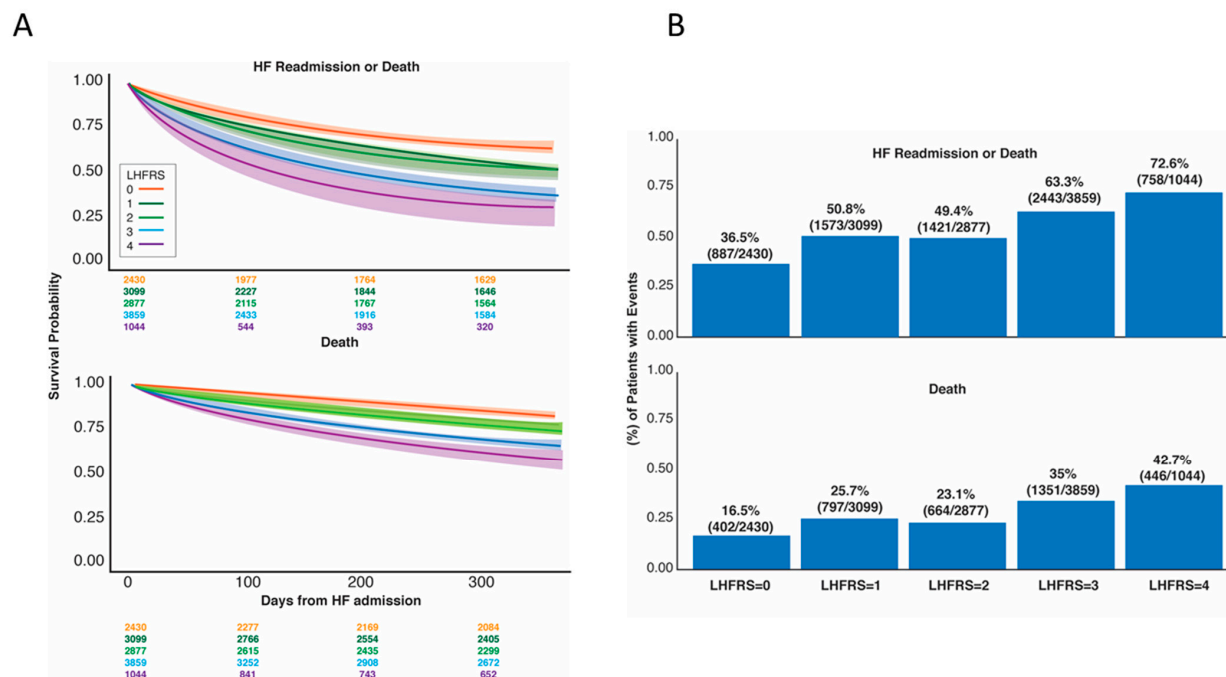 A
HF Readmission or Death
1.00
0.75
0.50
0.25
0.00
LHFRS
0
1
2
3
4
2430 1977 1764 1629
3099 2227 1844 1646
2877 2115 1767 1564
3859 2433 1916 1584
1044 544 393 320
Survival Probability
Death
1.00
0.75
0.50
0.25
0.00
0 100 200 300
Days from HF admission
2430 2277 2169 2084
3099 2766 2554 2405
2877 2615 2435 2299
3859 3252 2908 2672
1044 841 743 652
B
(%) of Patients with Events
HF Readmission or Death
1.00
0.75
0.50
0.25
0.00
36.5%
(887/2430)
50.8%
(1573/3099)
49.4%
(1421/2877)
63.3%
(2443/3859)
72.6%
(758/1044)
Death
1.00
0.75
0.50
0.25
0.00
16.5%
(402/2430)
25.7%
(797/3099)
23.1%
(664/2877)
35%
(1351/3859)
42.7%
(446/1044)
LHFRS=0 LHFRS=1 LHFRS=2 LHFRS=3 LHFRS=4